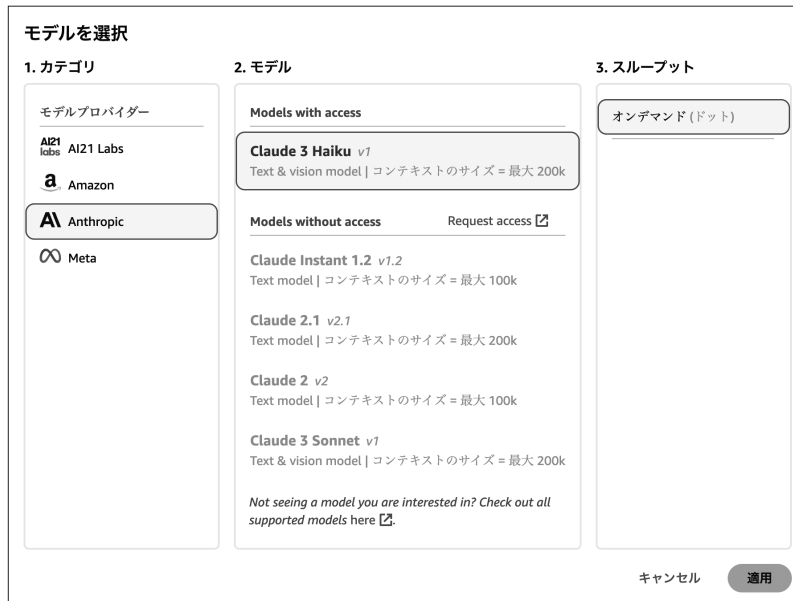 モデルを選択
1. カテゴリ
モデルプロバイダー
AI21 labs AI21 Labs
a Amazon
A\ Anthropic
Meta
2. モデル
Models with access
Claude 3 Haiku v1
Text & vision model | コンテキストのサイズ = 最大 200k
Models without access Request access
Claude Instant 1.2 v1.2
Text model | コンテキストのサイズ = 最大 100k
Claude 2.1 v2.1
Text model | コンテキストのサイズ = 最大 200k
Claude 2 v2
Text model | コンテキストのサイズ = 最大 100k
Claude 3 Sonnet v1
Text & vision model | コンテキストのサイズ = 最大 200k
Not seeing a model you are interested in? Check out all
supported models here.
3. スループット
オンデマンド (ドット)
キャンセル 適用